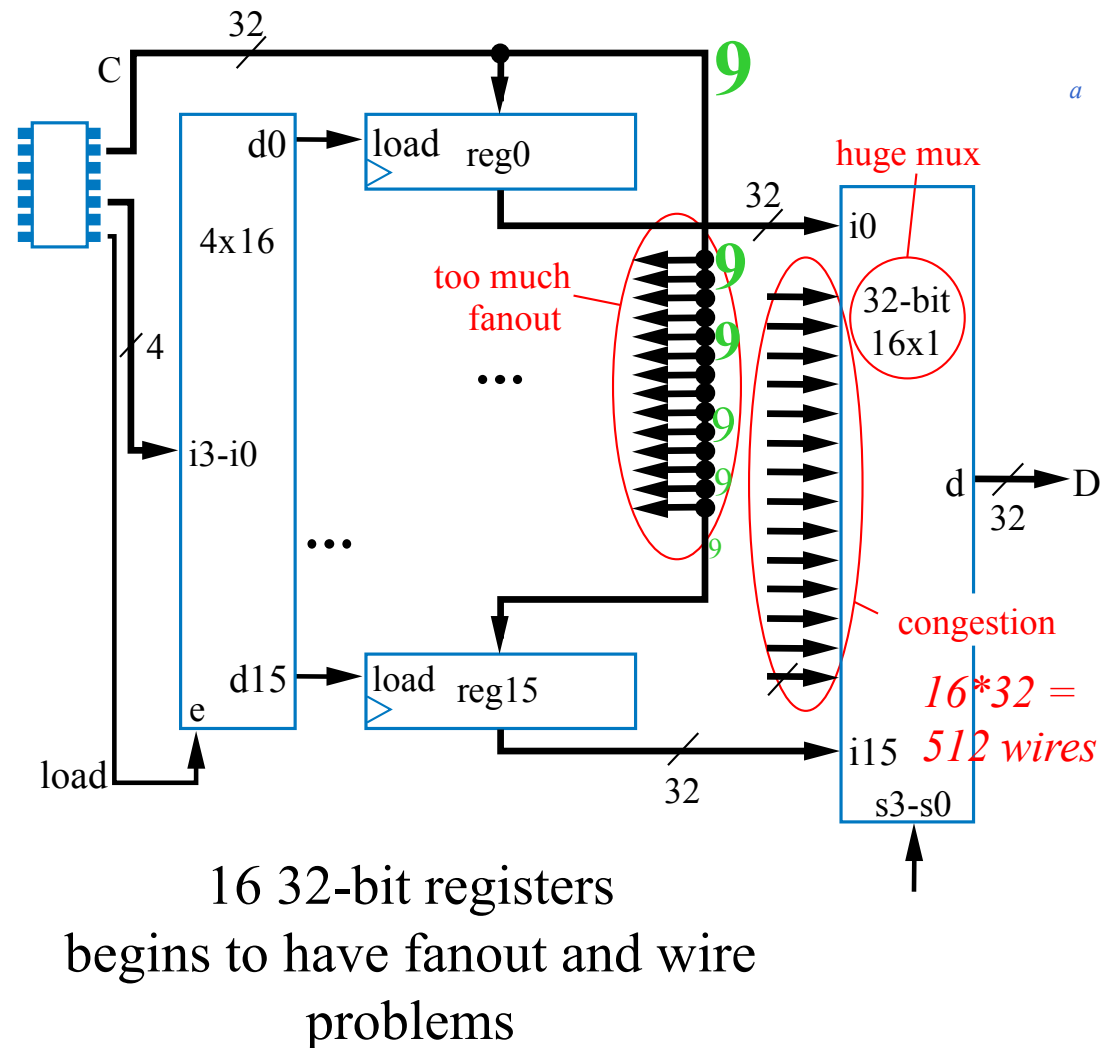 32
C
9
a
d0
load
reg0
huge mux
32
i0
4x16
too much
fanout
9
32-bit
16x1
4
9
...
i3-i0
9
d
D
9
32
...
9
congestion
d15
load
reg15
16*32 =
512 wires
e
i15
load
32
s3-s0
16 32-bit registers
begins to have fanout and wire
problems